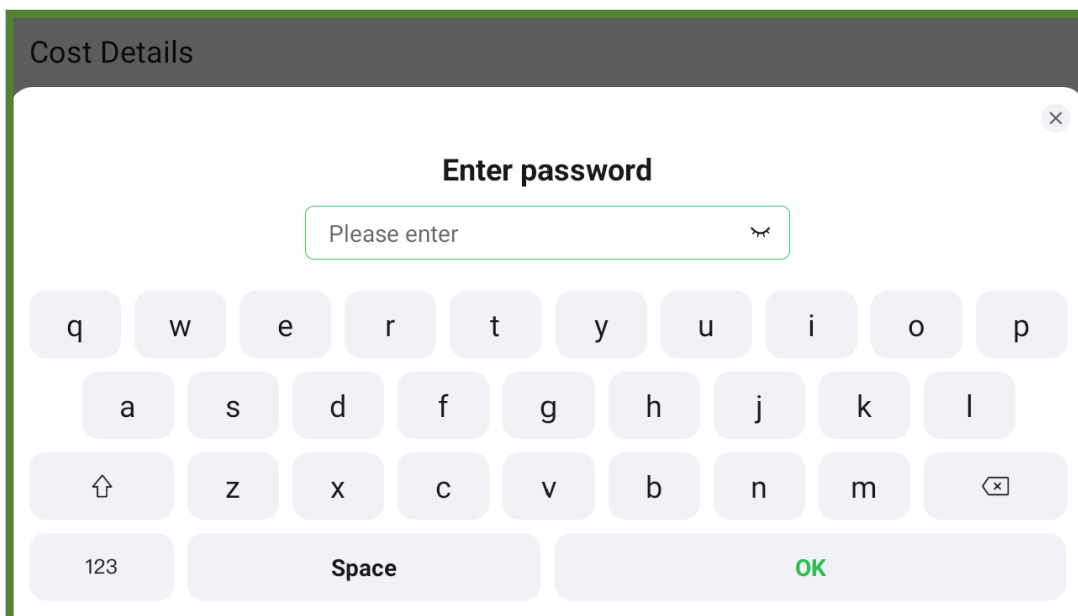 Cost Details
Enter password
Please enter
q w e r t y u i o p
a s d f g h j k l
z x c v b n m
123 Space OK